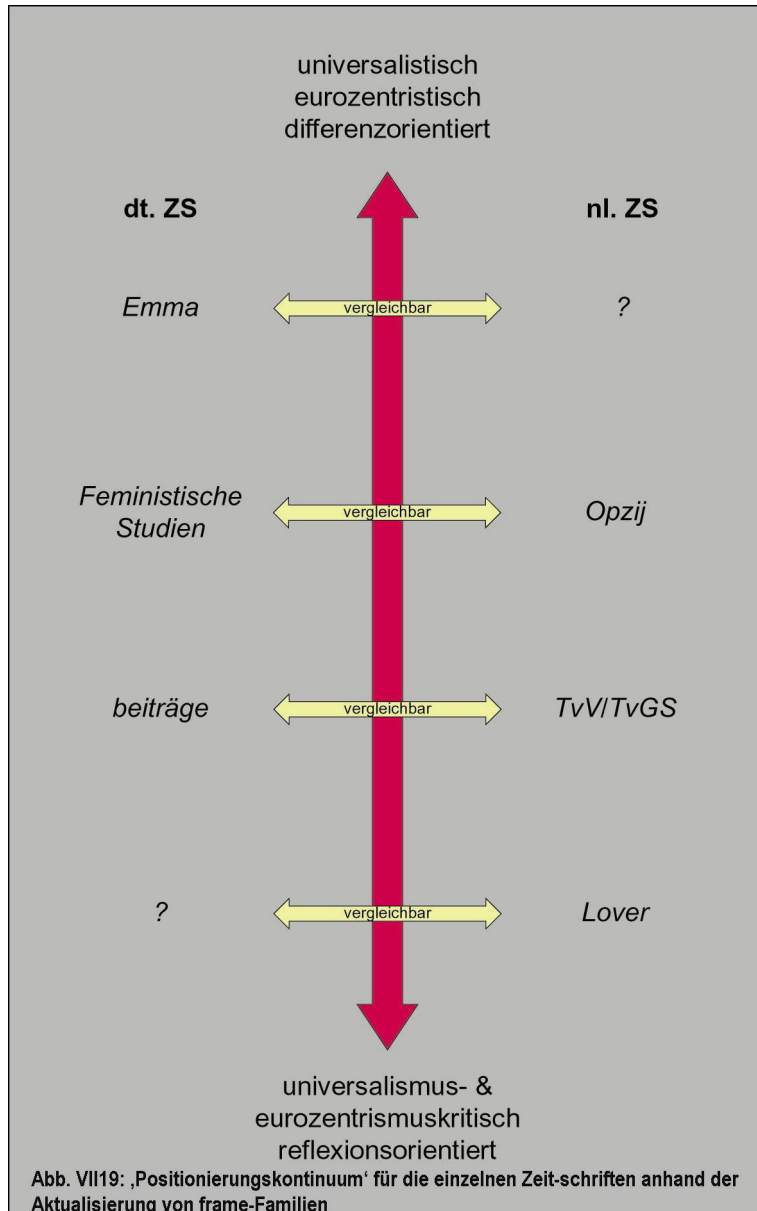 universalistisch
eurozentristisch
differenzorientiert
dt. ZS
nl. ZS
Emma
vergleichbar
?
Feministische
Studien
vergleichbar
Opzij
beiträge
vergleichbar
TvV/TvGS
?
vergleichbar
Lover
universalismus- &
eurozentrismuskritisch
reflexionsorientiert
Abb. VII19: ‚Positionierungskontinuum‘ für die einzelnen Zeit-schriften anhand der
Aktualisierung von frame-Familien